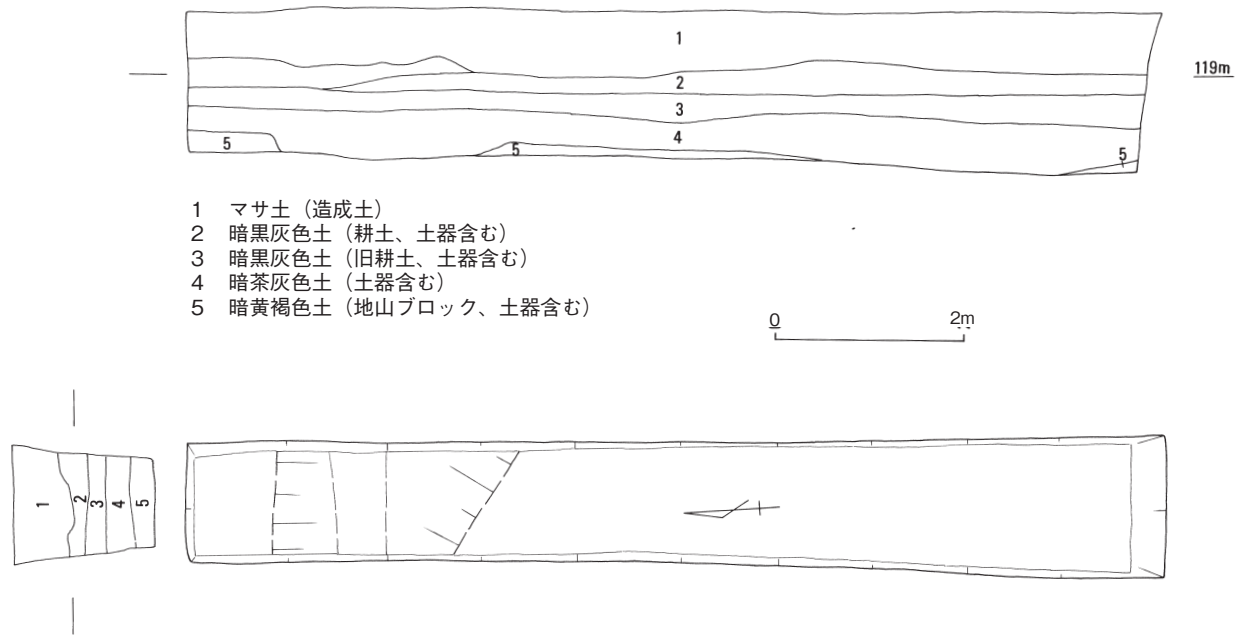 1
119m
2
3
4
5
5
5
1 マサ土（造成土）
2 暗黒灰色土（耕土、土器含む）
3 暗黒灰色土（旧耕土、土器含む）
4 暗茶灰色土（土器含む）
5 暗黄褐色土（地山ブロック、土器含む）
0 2m
1 2 3 4 5